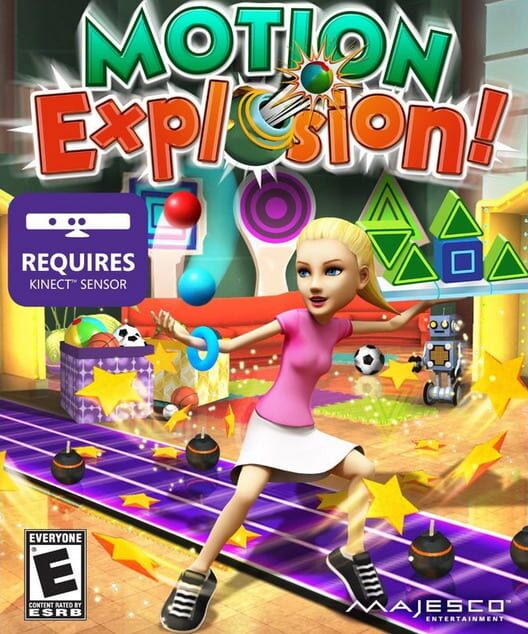 MOTION
Explosion!
REQUIRES
KINECT™ SENSOR
EVERYONE
E
CONTENT RATED BY
ESRB
MAJESCO
ENTERTAINMENT